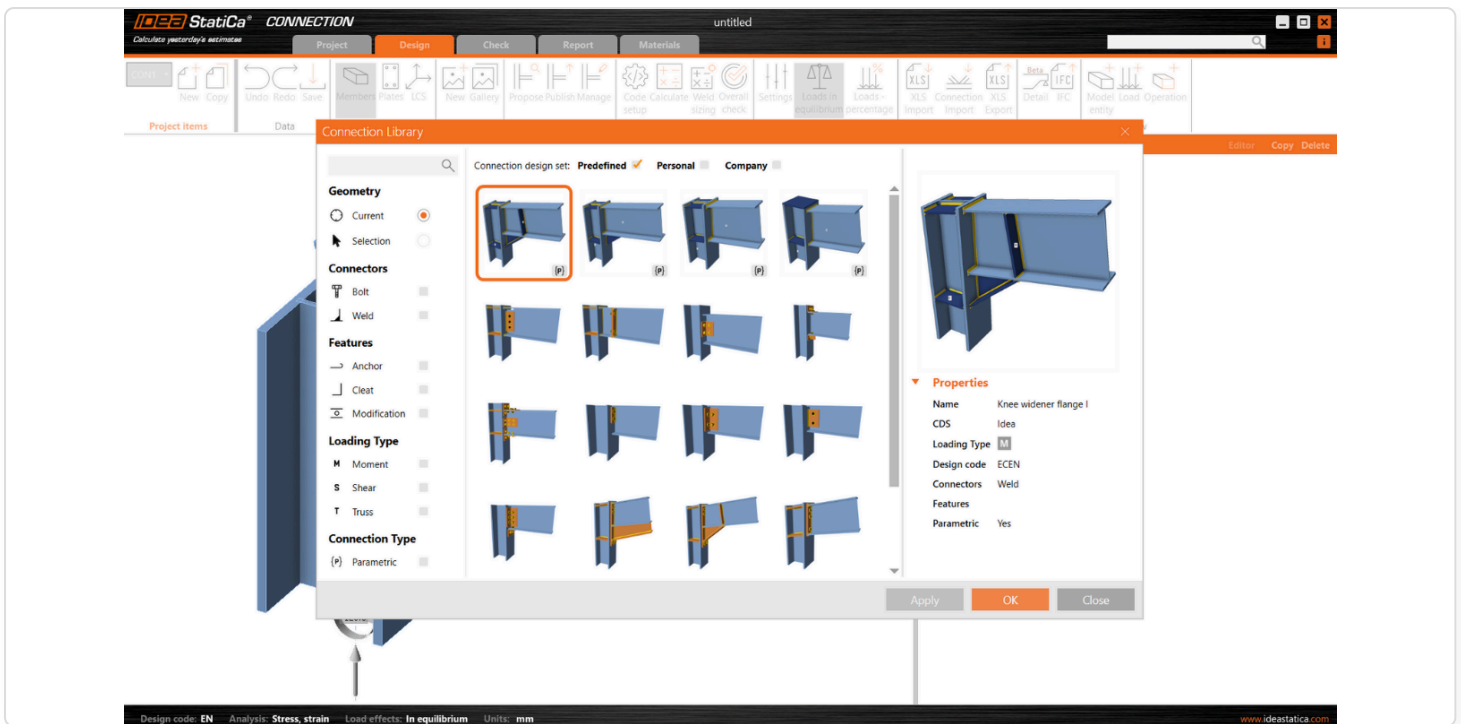 IDEA StatiCa® CONNECTION
untitled
Calculate yesterday's estimates
Project Design Check Report Materials
CONT
New Copy Undo Redo Save Members Plates LCS New Gallery Propose Publish Manage Code setup Calculate Weld sizing Overall check Settings Loads in equilibrium Loads - percentage XLS Import Connection Import XLS Export Detail IFC Model entity Load Operation
Beta
XLS XLS IFC
Project items Data
Editor Copy Delete
Connection Library
Connection design set: Predefined Personal Company
Geometry
Current
Selection
Connectors
Bolt
Weld
Features
Anchor
Cleat
Modification
Loading Type
M Moment
S Shear
T Truss
Connection Type
{P} Parametric
{P} {P} {P} {P}
Properties
Name Knee widener flange I
CDS Idea
Loading Type M
Design code ECEN
Connectors Weld
Features
Parametric Yes
Apply OK Close
Design code: EN Analysis: Stress, strain Load effects: In equilibrium Units: mm
www.ideastatica.com